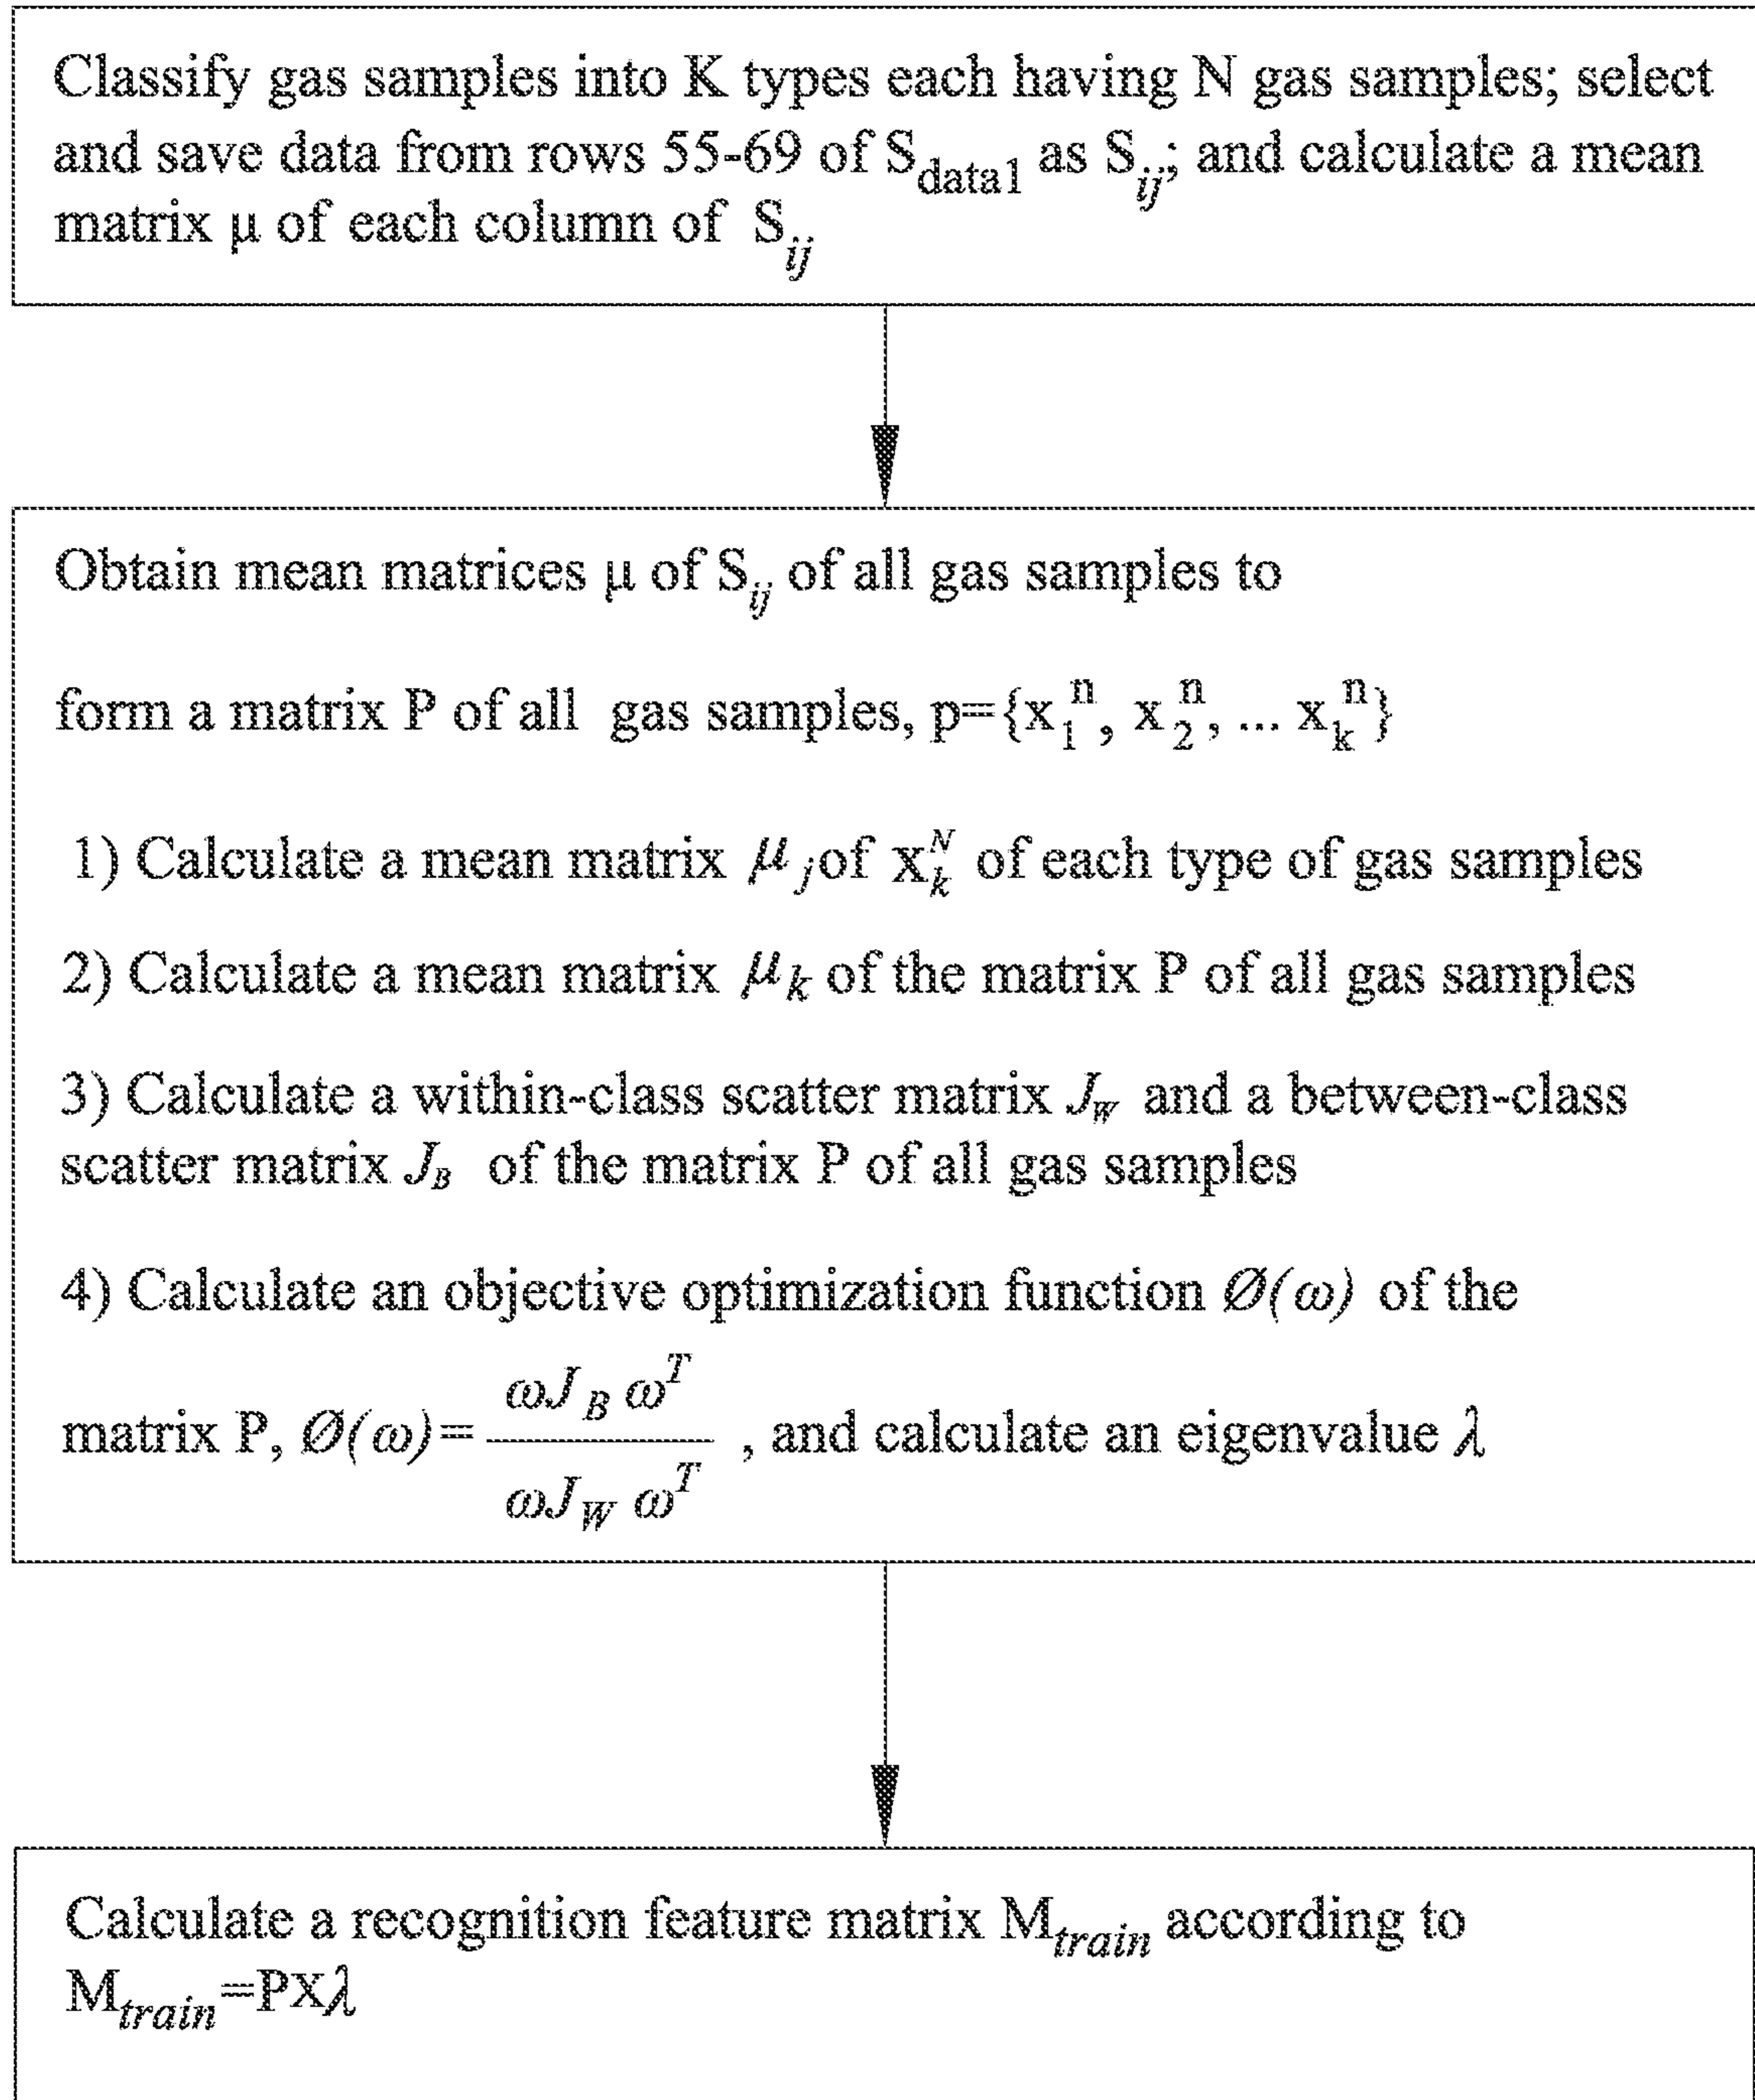 Classify gas samples into K types each having N gas samples; select
and save data from rows 55-69 of S_data1 as S_ij; and calculate a mean
matrix μ of each column of S_ij
Obtain mean matrices μ of S_ij of all gas samples to
form a matrix P of all gas samples, p={x_1^n, x_2^n, ... x_k^n}
1) Calculate a mean matrix μ_j of x_k^N of each type of gas samples
2) Calculate a mean matrix μ_k of the matrix P of all gas samples
3) Calculate a within-class scatter matrix J_W and a between-class
scatter matrix J_B of the matrix P of all gas samples
4) Calculate an objective optimization function Ø(ω) of the
matrix P, Ø(ω)= ωJ_B ω^T / ωJ_W ω^T , and calculate an eigenvalue λ
Calculate a recognition feature matrix M_train according to
M_train=PXλ